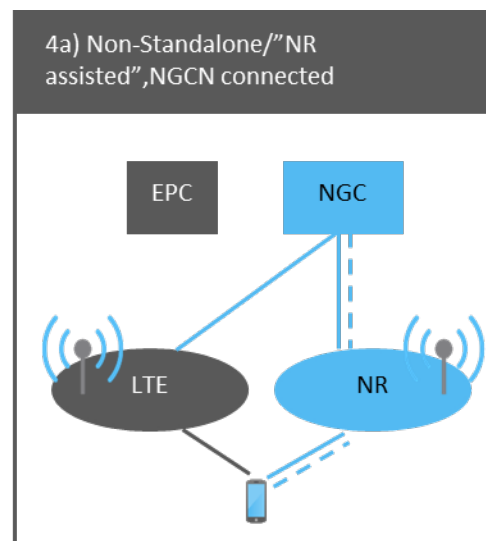 4a) Non-Standalone/”NR
assisted”,NGCN connected
EPC
NGC
LTE
NR